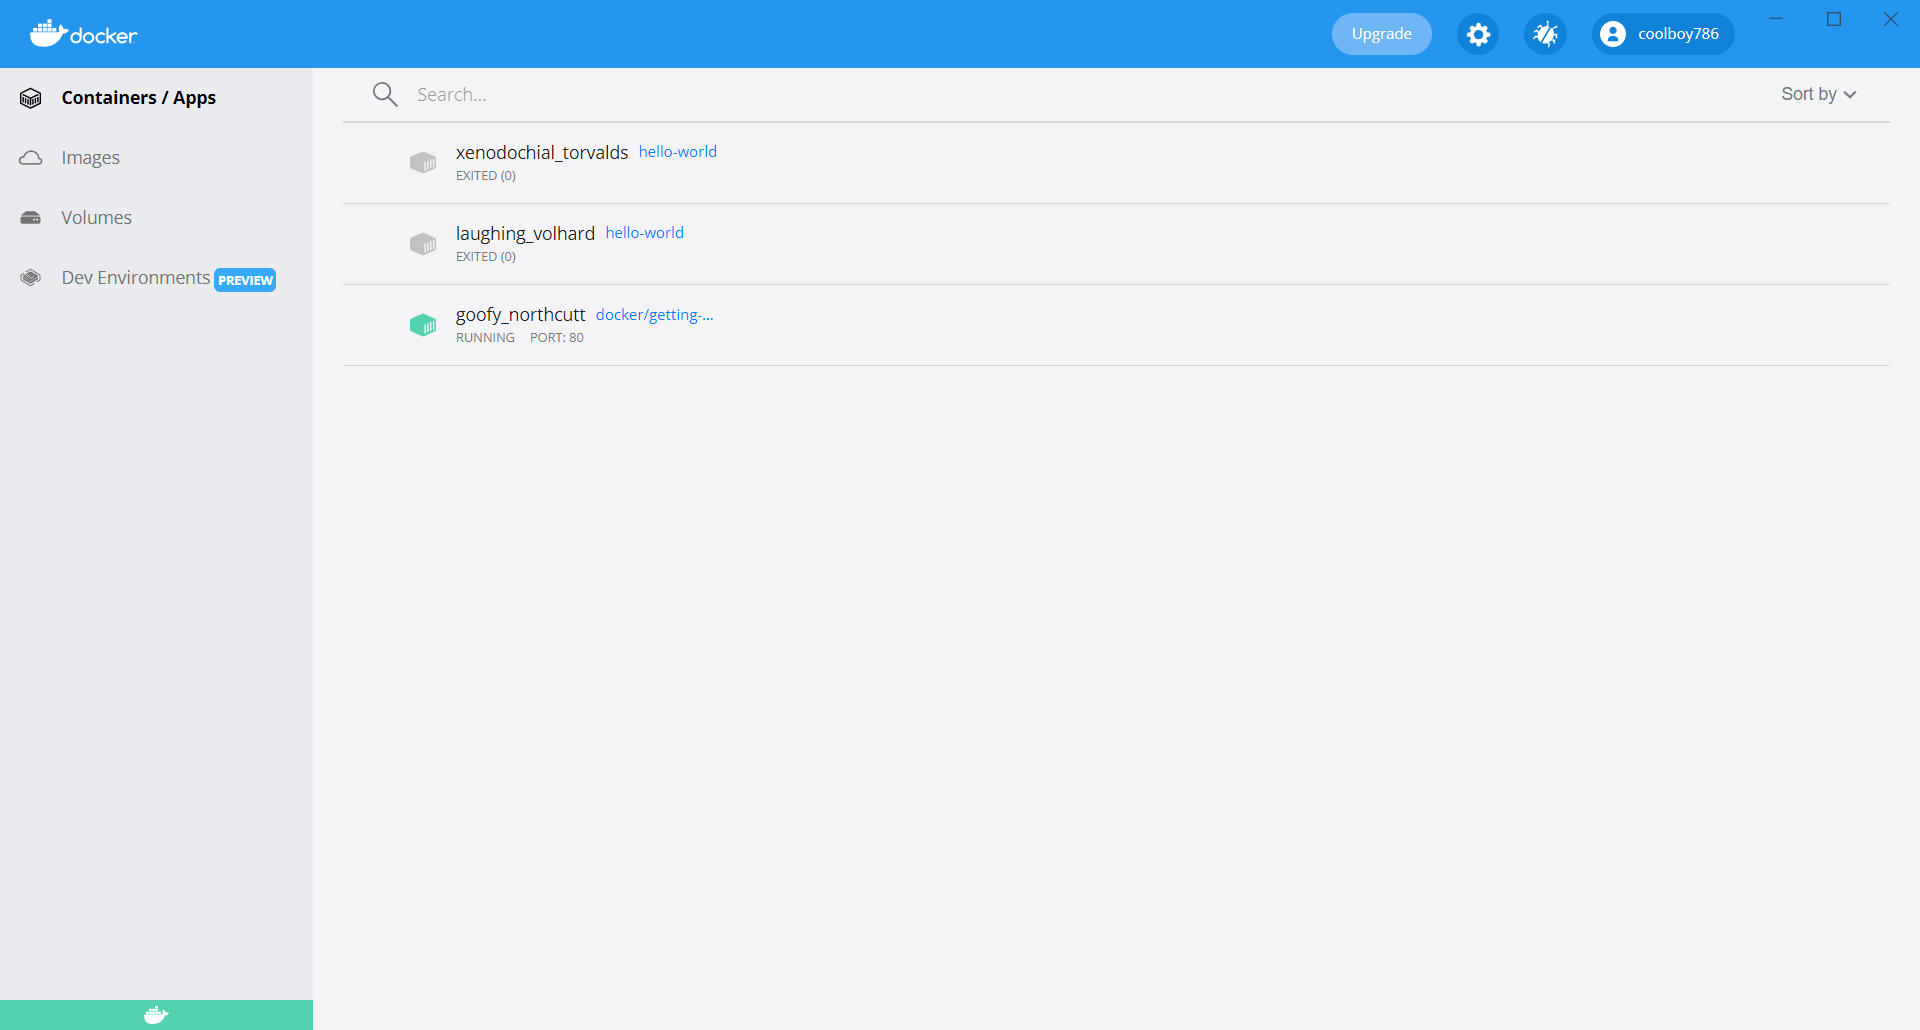 docker
Upgrade
coolboy786
Containers / Apps
Images
Volumes
Dev Environments PREVIEW
Search...
Sort by
xenodochial_torvalds hello-world
EXITED (0)
laughing_volhard hello-world
EXITED (0)
goofy_northcutt docker/getting-...
RUNNING PORT: 80